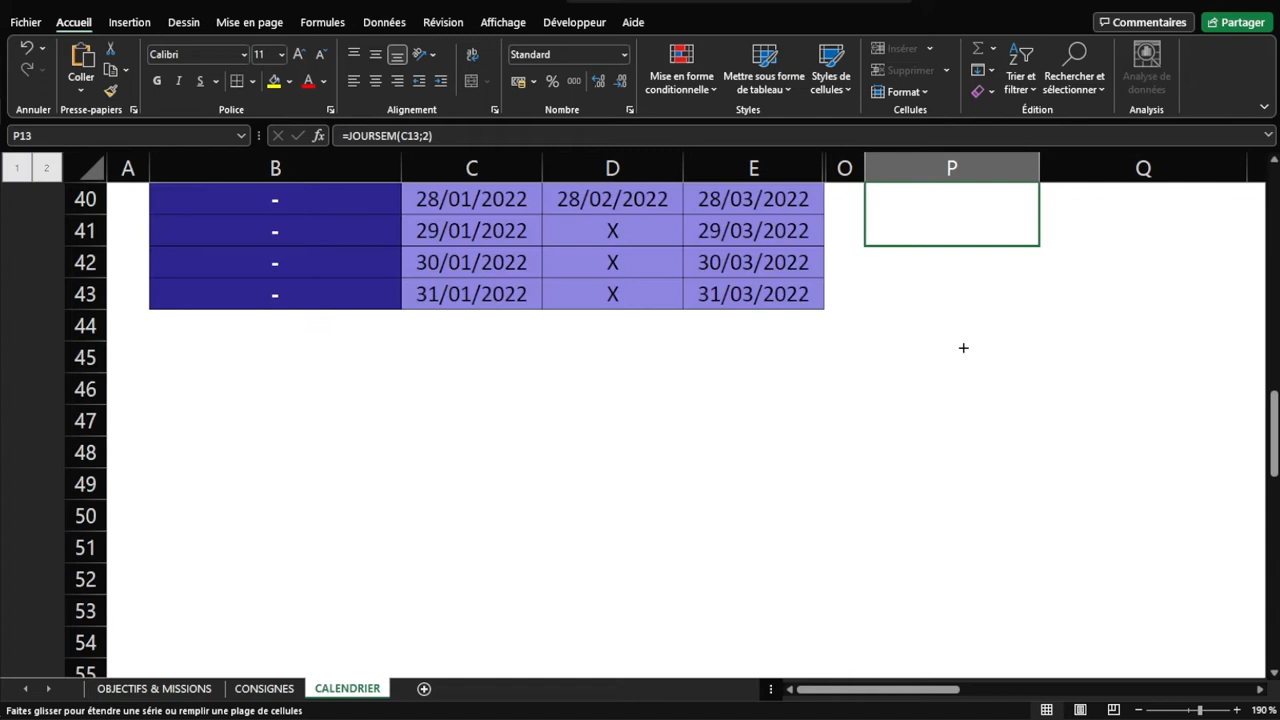 Fichier Accueil Insertion Dessin Mise en page Formules Données Révision Affichage Développeur Aide Commentaires Partager
Calibri 11 Standard Insérer
Coller Mise en forme Mettre sous forme Styles de Supprimer Trier et Rechercher et Analyse de
G I S conditionnelle de tableau cellules Format filtrer sélectionner données
Annuler Presse-papiers Police Alignement Nombre Styles Cellules Édition Analysis
P13 fx =JOURSEM(C13;2)
1 2 A B C D E O P Q
40 - 28/01/2022 28/02/2022 28/03/2022
41 - 29/01/2022 X 29/03/2022
42 - 30/01/2022 X 30/03/2022
43 - 31/01/2022 X 31/03/2022
44
45
46
47
48
49
50
51
52
53
54
55
OBJECTIFS & MISSIONS CONSIGNES CALENDRIER
Faites glisser pour étendre une série ou remplir une plage de cellules 190 %